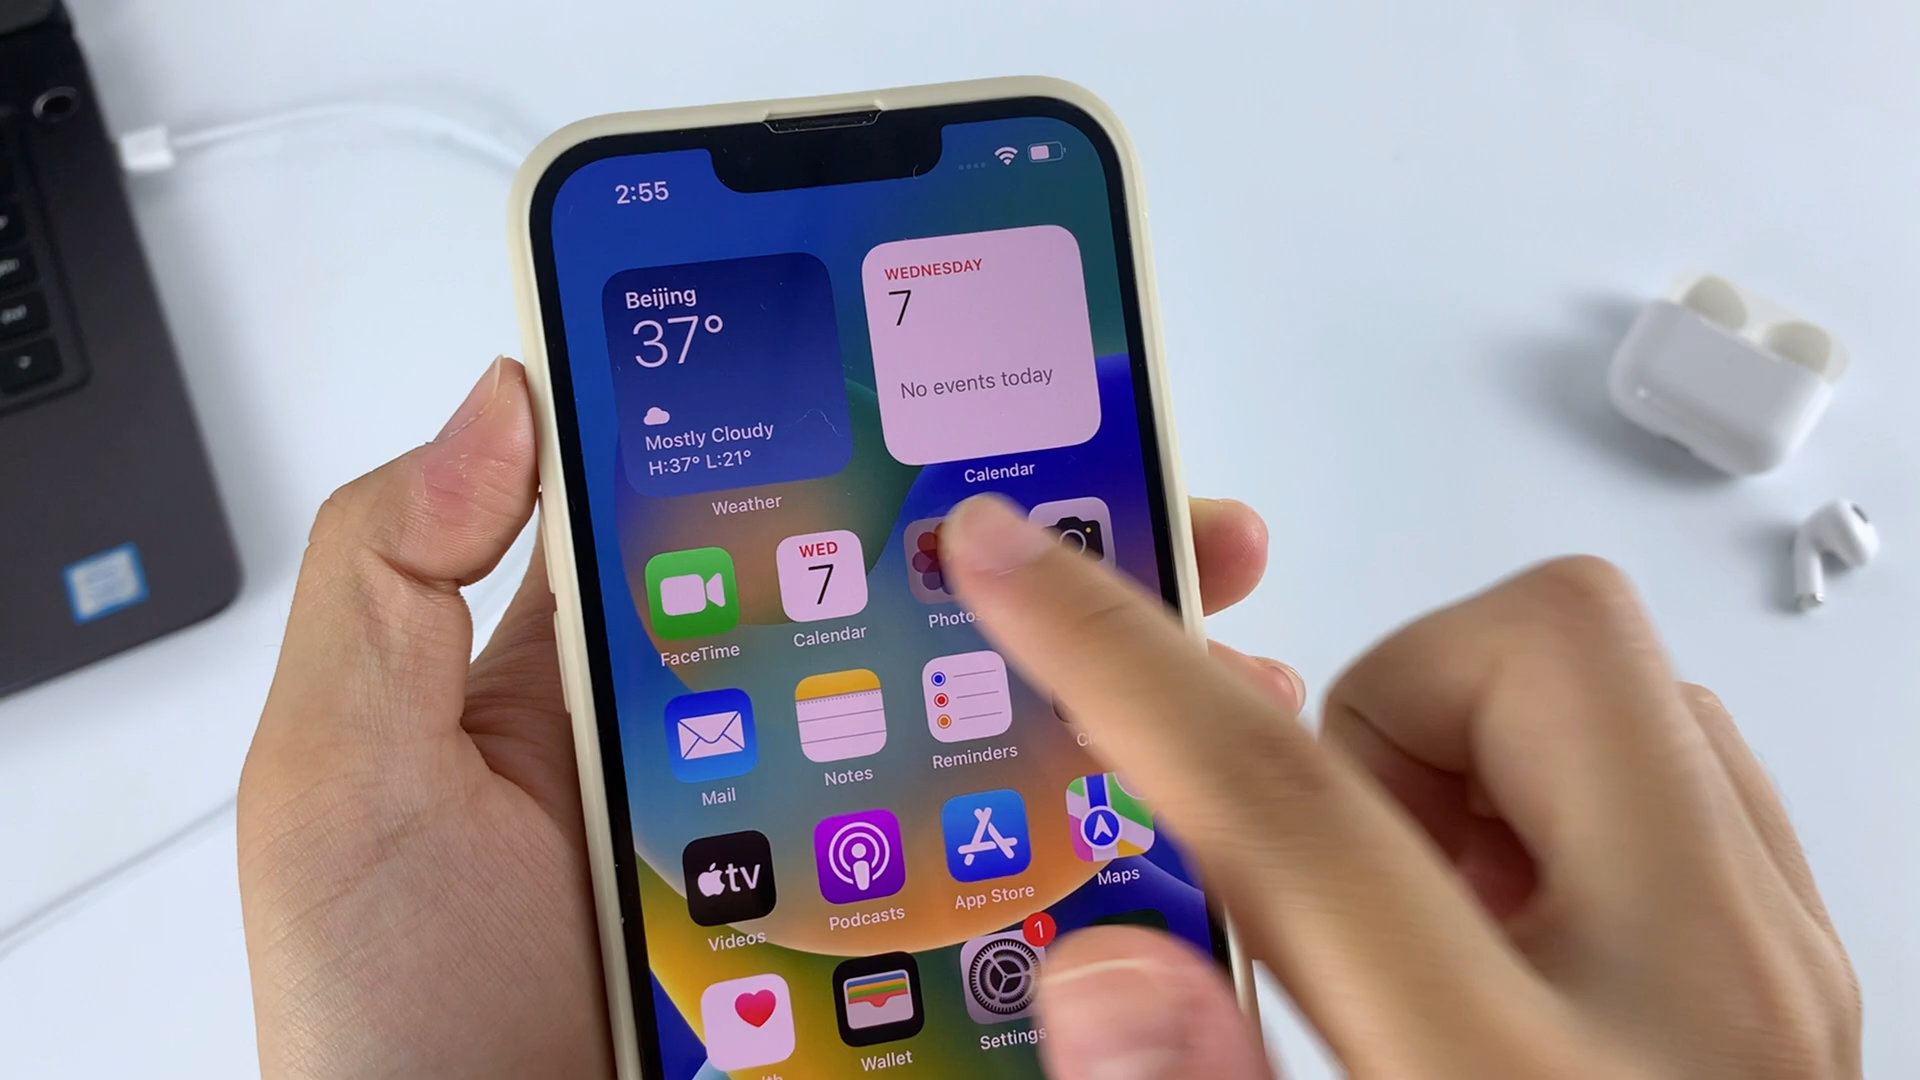 2:55
Beijing
37°
Mostly Cloudy
H:37° L:21°
Weather
WEDNESDAY
7
No events today
Calendar
FaceTime
WED
7
Calendar
Photos
Mail
Notes
Reminders
tv
Videos
Podcasts
App Store
Maps
Wallet
1
Settings